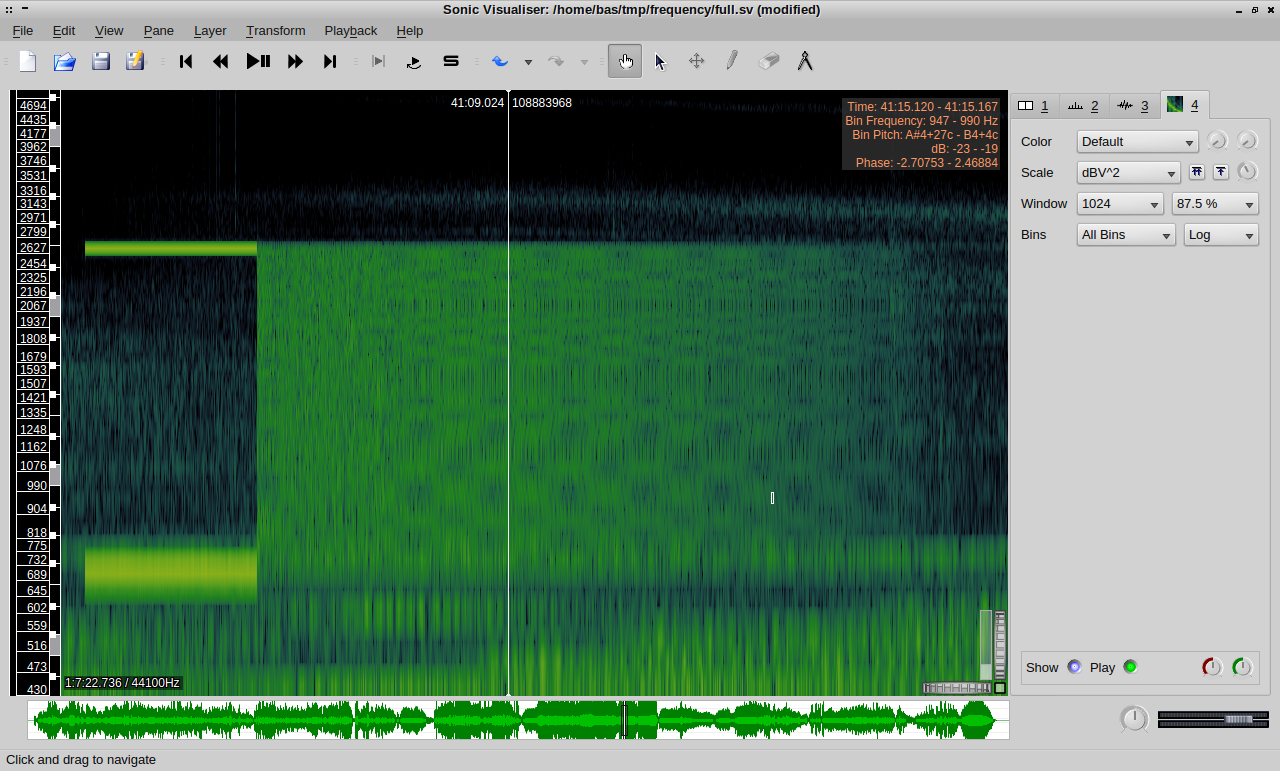 Sonic Visualiser: /home/bas/tmp/frequency/full.sv (modified)
File Edit View Pane Layer Transform Playback Help
41:09.024 108883968
Time: 41:15.120 - 41:15.167
Bin Frequency: 947 - 990 Hz
Bin Pitch: A#4+27c - B4+4c
dB: -23 - -19
Phase: -2.70753 - 2.46884
4694
4435
4177
3962
3746
3531
3316
3143
2971
2799
2627
2454
2325
2196
2067
1937
1808
1679
1593
1507
1421
1335
1248
1162
1076
990
904
818
775
732
689
645
602
559
516
473
430
1:7:22.736 / 44100Hz
1 2 3 4
Color Default
Scale dBV^2
Window 1024 87.5 %
Bins All Bins Log
Show Play
Click and drag to navigate